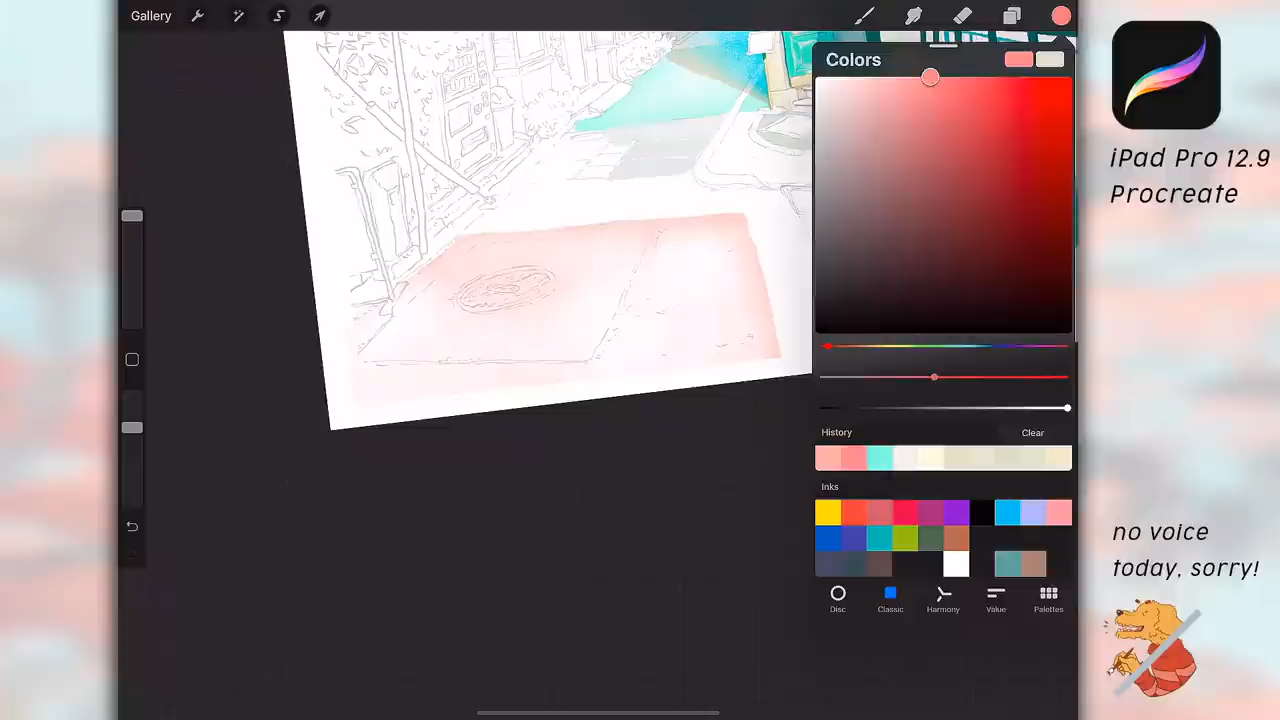 Gallery
Colors
iPad Pro 12.9
Procreate
History
Clear
Inks
Disc
Classic
Harmony
Value
Palettes
no voice
today, sorry!